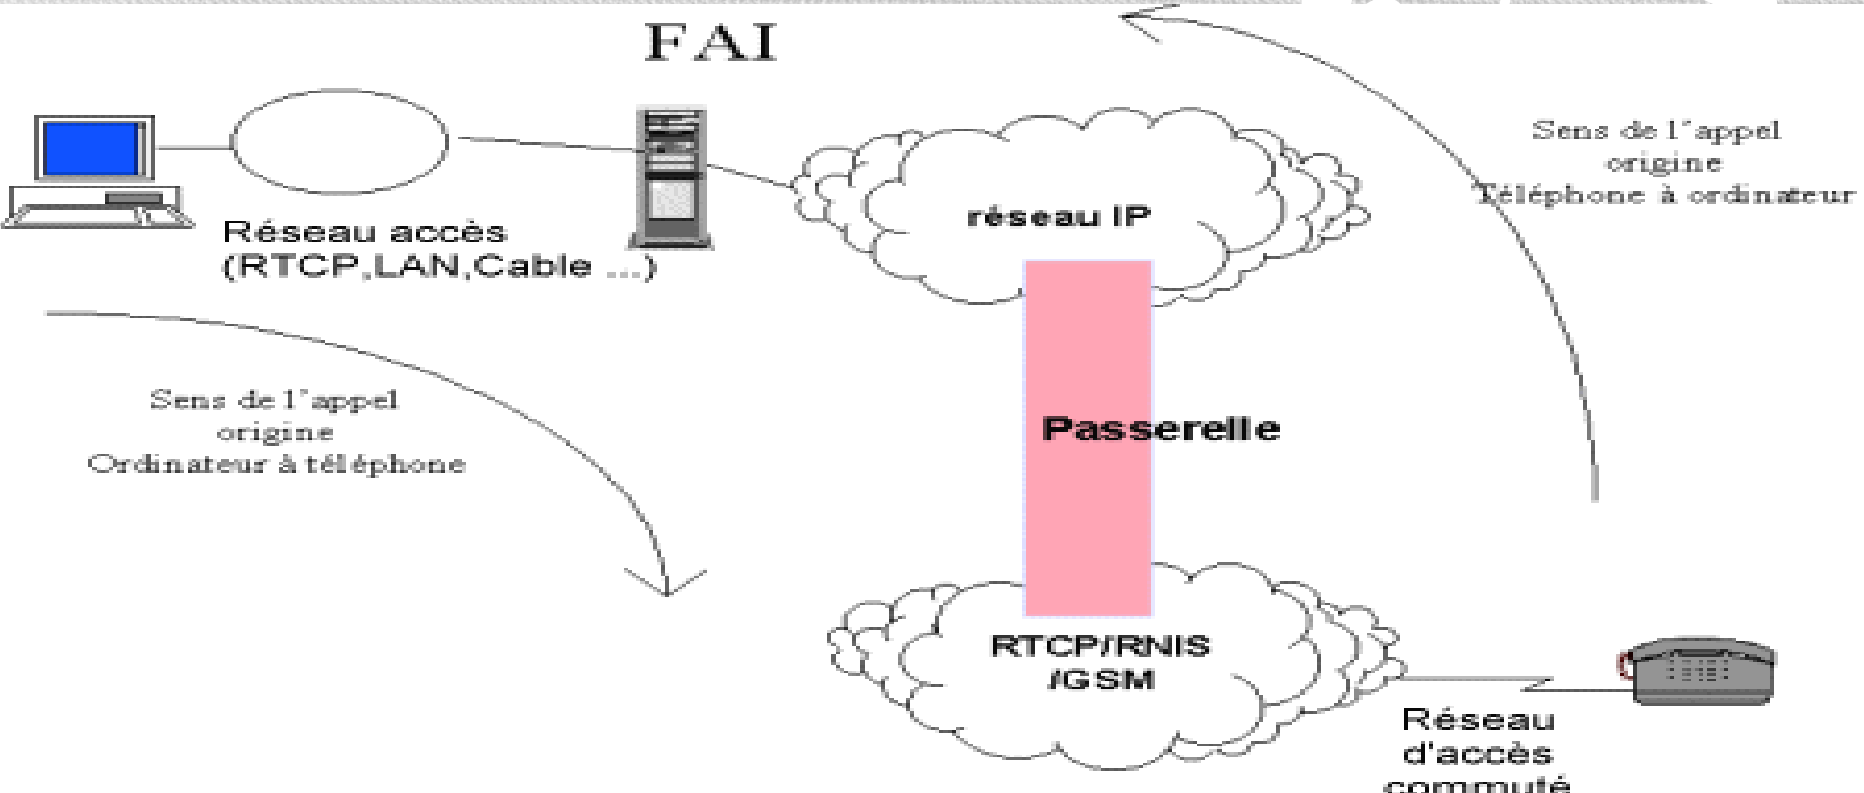 FAI
Réseau accès
(RTCP,LAN,Cable ...)
réseau IP
Sens de l'appel
origine
Téléphone à ordinateur
Sens de l'appel
origine
Ordinateur à téléphone
Passerelle
RTCP/RNIS
/GSM
Réseau
d'accès
commuté